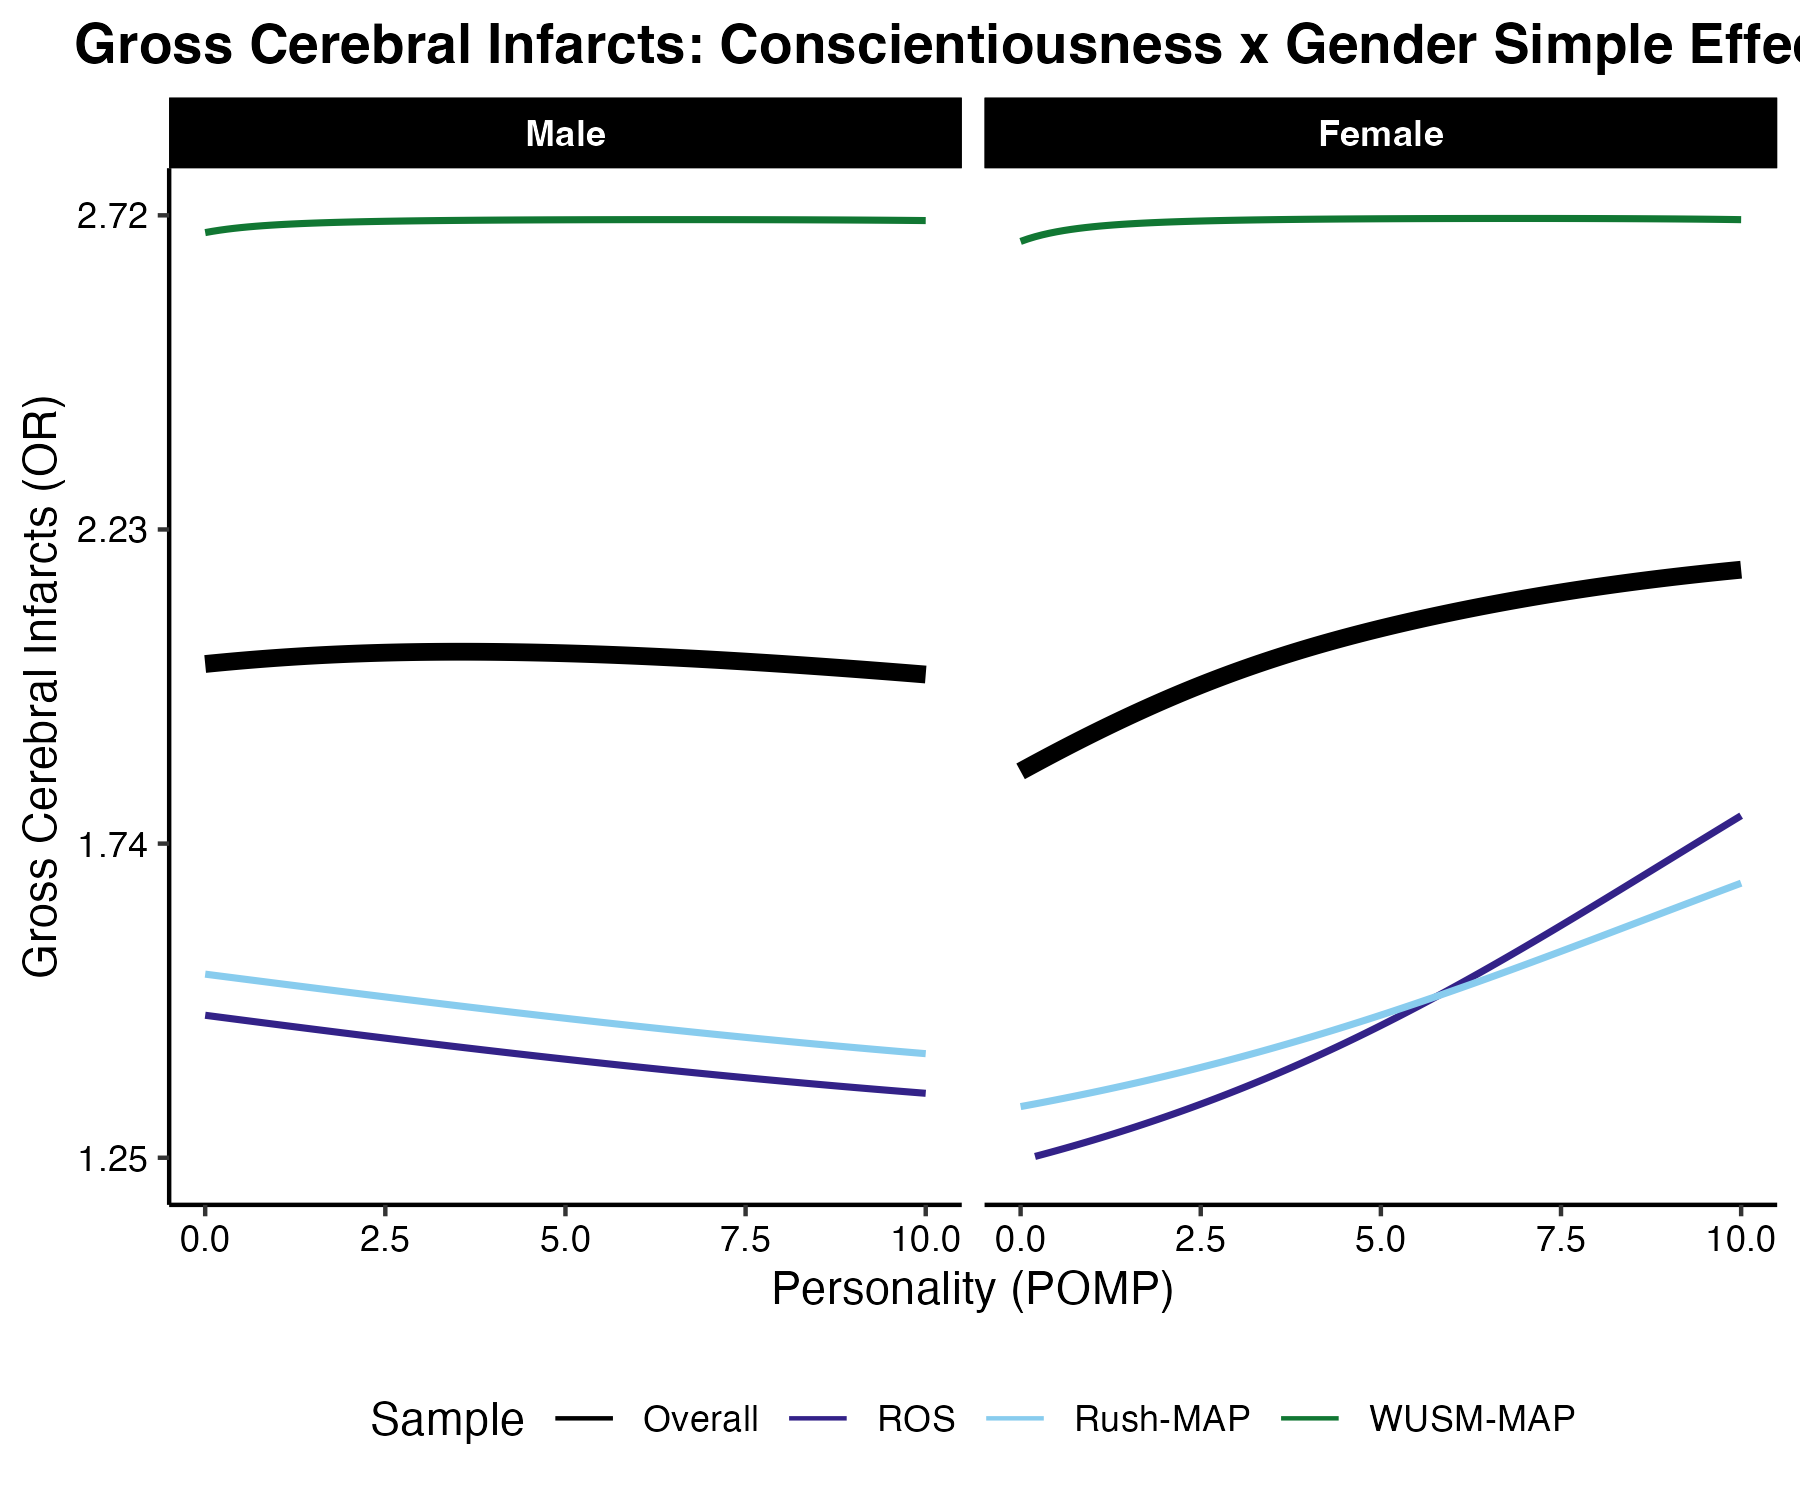 Gross Cerebral Infarcts: Conscientiousness x Gender Simple Effe
Male
Female
Gross Cerebral Infarcts (OR)
2.72
2.23
1.74
1.25
0.0 2.5 5.0 7.5 10.0 0.0 2.5 5.0 7.5 10.0
Personality (POMP)
Sample Overall ROS Rush-MAP WUSM-MAP